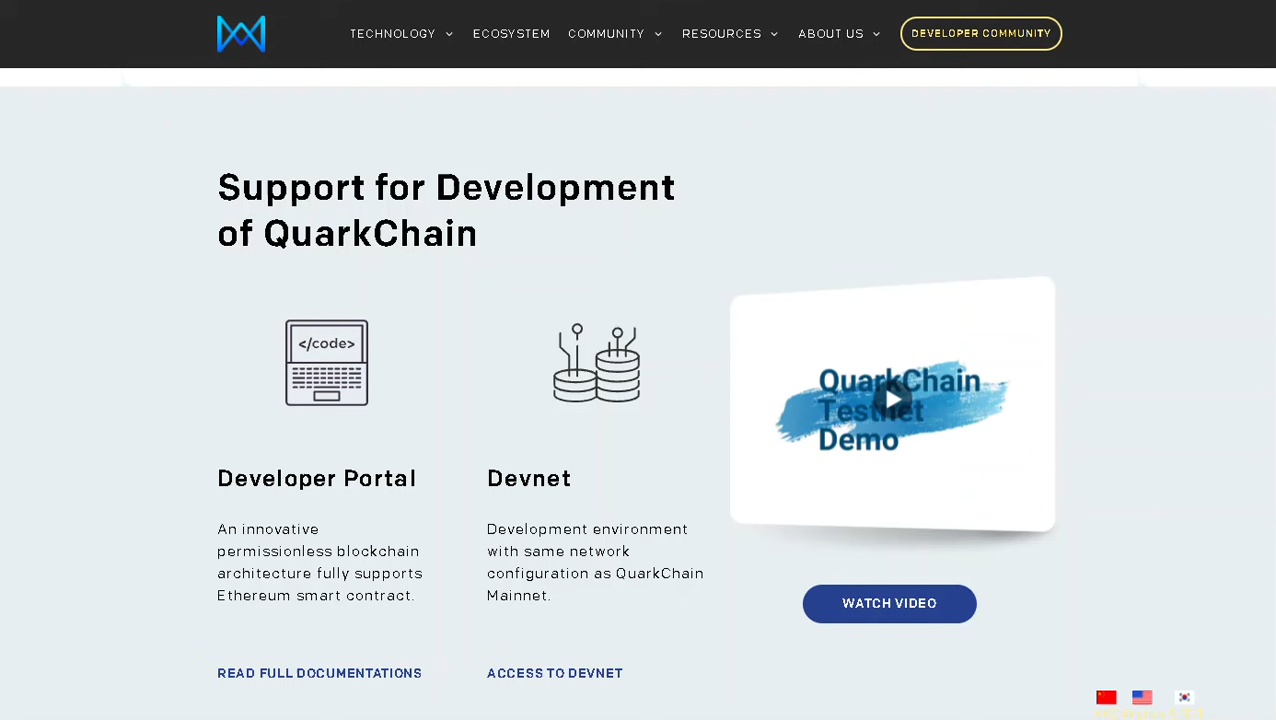 TECHNOLOGY ECOSYSTEM COMMUNITY RESOURCES ABOUT US DEVELOPER COMMUNITY
Support for Development
of QuarkChain
</code>
QuarkChain
Testnet
Demo
Developer Portal
An innovative
permissionless blockchain
architecture fully supports
Ethereum smart contract.
READ FULL DOCUMENTATIONS
Devnet
Development environment
with same network
configuration as QuarkChain
Mainnet.
ACCESS TO DEVNET
WATCH VIDEO